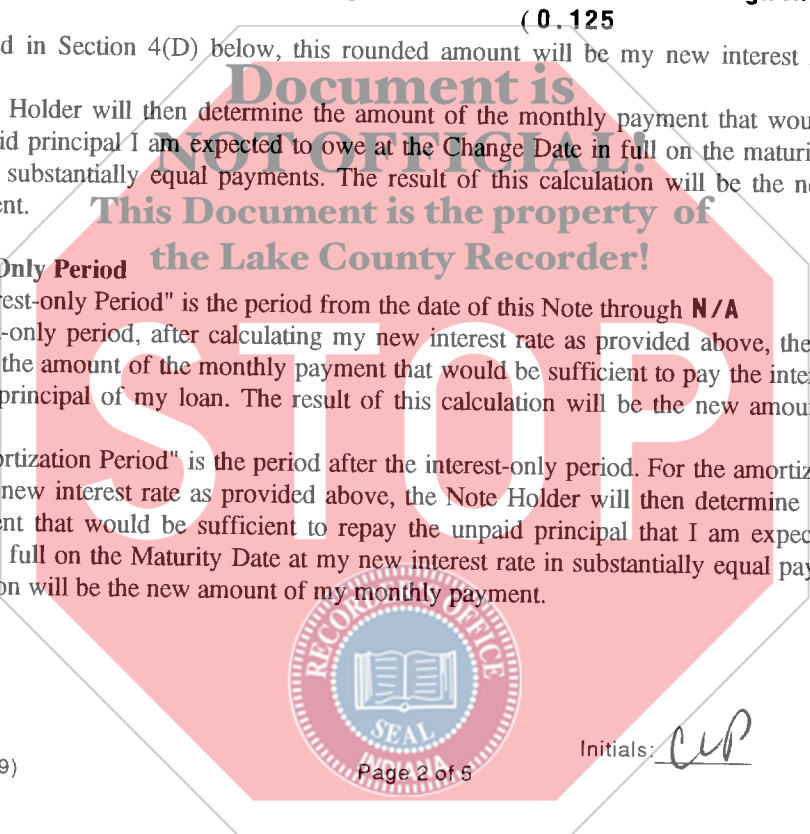 (0.125
d in Section 4(D) below, this rounded amount will be my new interest
Document is
Holder will then determine the amount of the monthly payment that wou
id principal I am expected to owe at the Change Date in full on the maturi
NOT OFFICIAL!
substantially equal payments. The result of this calculation will be the ne
ent.
This Document is the property of
the Lake County Recorder!
Only Period
rest-only Period" is the period from the date of this Note through N/A
-only period, after calculating my new interest rate as provided above, the
the amount of the monthly payment that would be sufficient to pay the inte
principal of my loan. The result of this calculation will be the new amou
STOP
ortization Period" is the period after the interest-only period. For the amortiz
new interest rate as provided above, the Note Holder will then determine
ent that would be sufficient to repay the unpaid principal that I am expec
full on the Maturity Date at my new interest rate in substantially equal pay
on will be the new amount of my monthly payment.
RECORDER'S OFFICE
SEAL
INDIANA
Initials: CLP
9)
Page 2 of 5